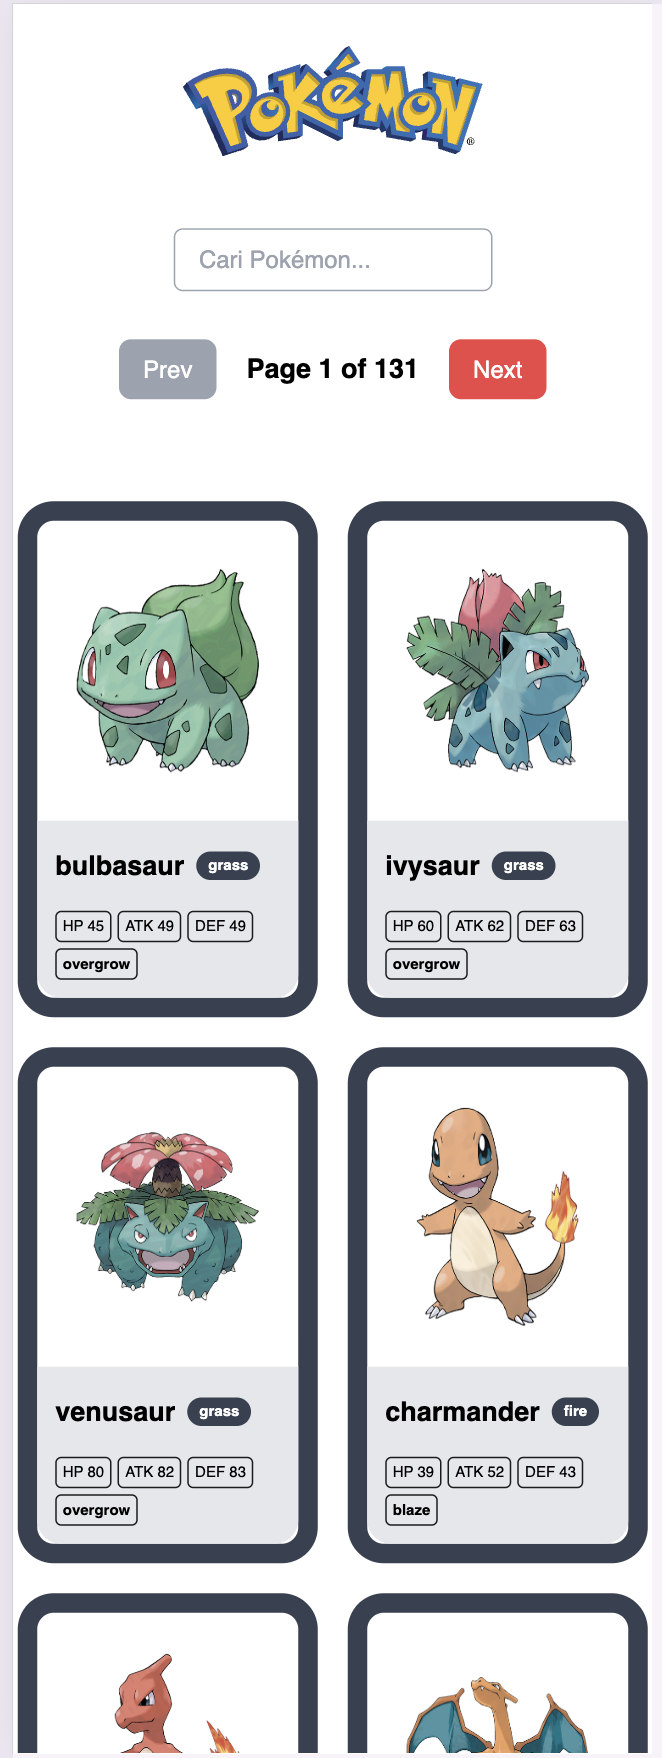 POKéMON
®
Cari Pokémon...
Prev Page 1 of 131 Next
bulbasaur grass
HP 45 ATK 49 DEF 49
overgrow
ivysaur grass
HP 60 ATK 62 DEF 63
overgrow
venusaur grass
HP 80 ATK 82 DEF 83
overgrow
charmander fire
HP 39 ATK 52 DEF 43
blaze